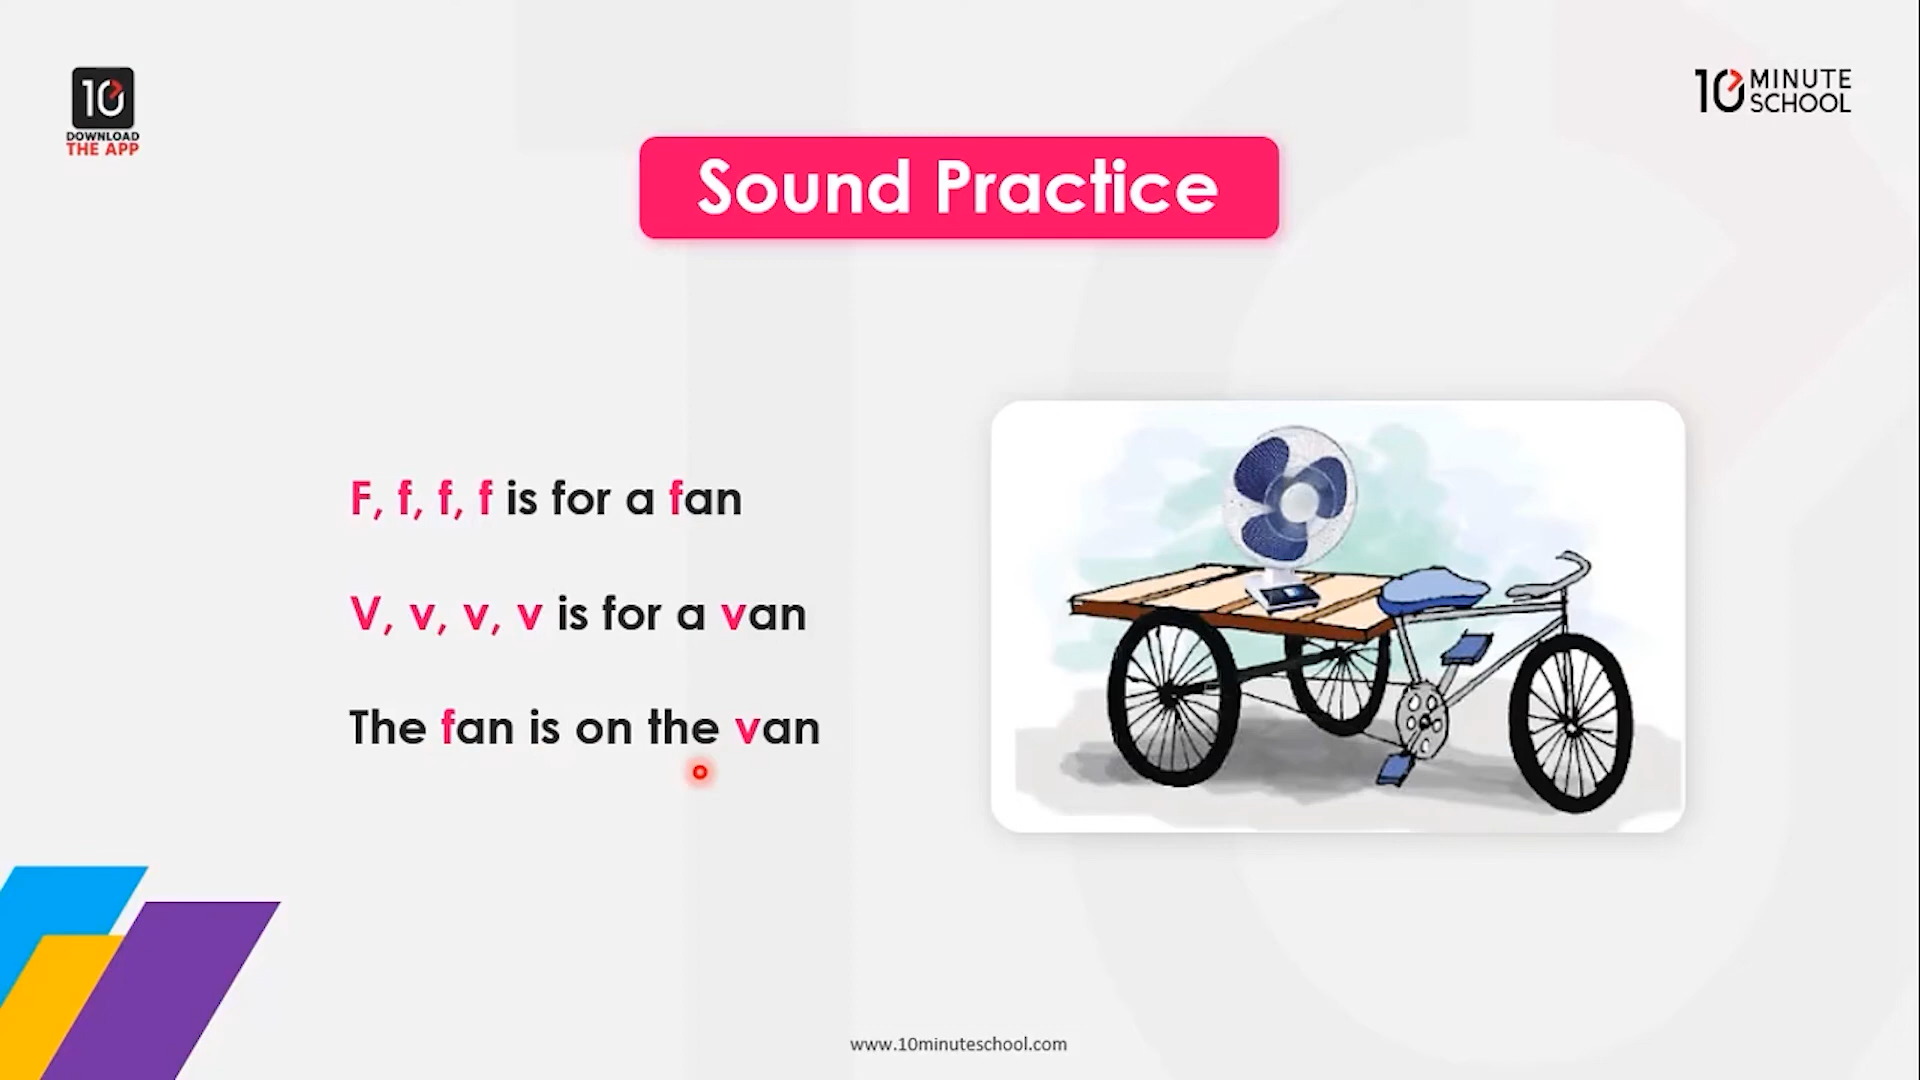 10
DOWNLOAD
THE APP
10 MINUTE
SCHOOL
Sound Practice
F, f, f, f is for a fan
V, v, v, v is for a van
The fan is on the van
www.10minuteschool.com